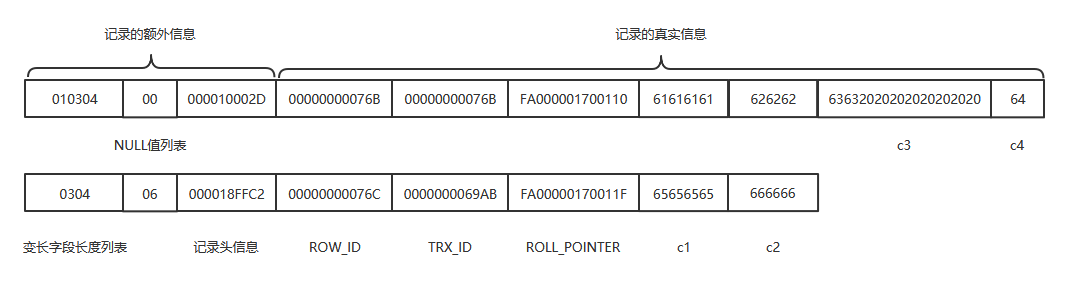 记录的额外信息 记录的真实信息
010304 00 000010002D 00000000076B 00000000076B FA000001700110 61616161 626262 63632020202020202020 64
NULL值列表 c3 c4
0304 06 000018FFC2 00000000076C 0000000069AB FA00000170011F 65656565 666666
变长字段长度列表 记录头信息 ROW_ID TRX_ID ROLL_POINTER c1 c2